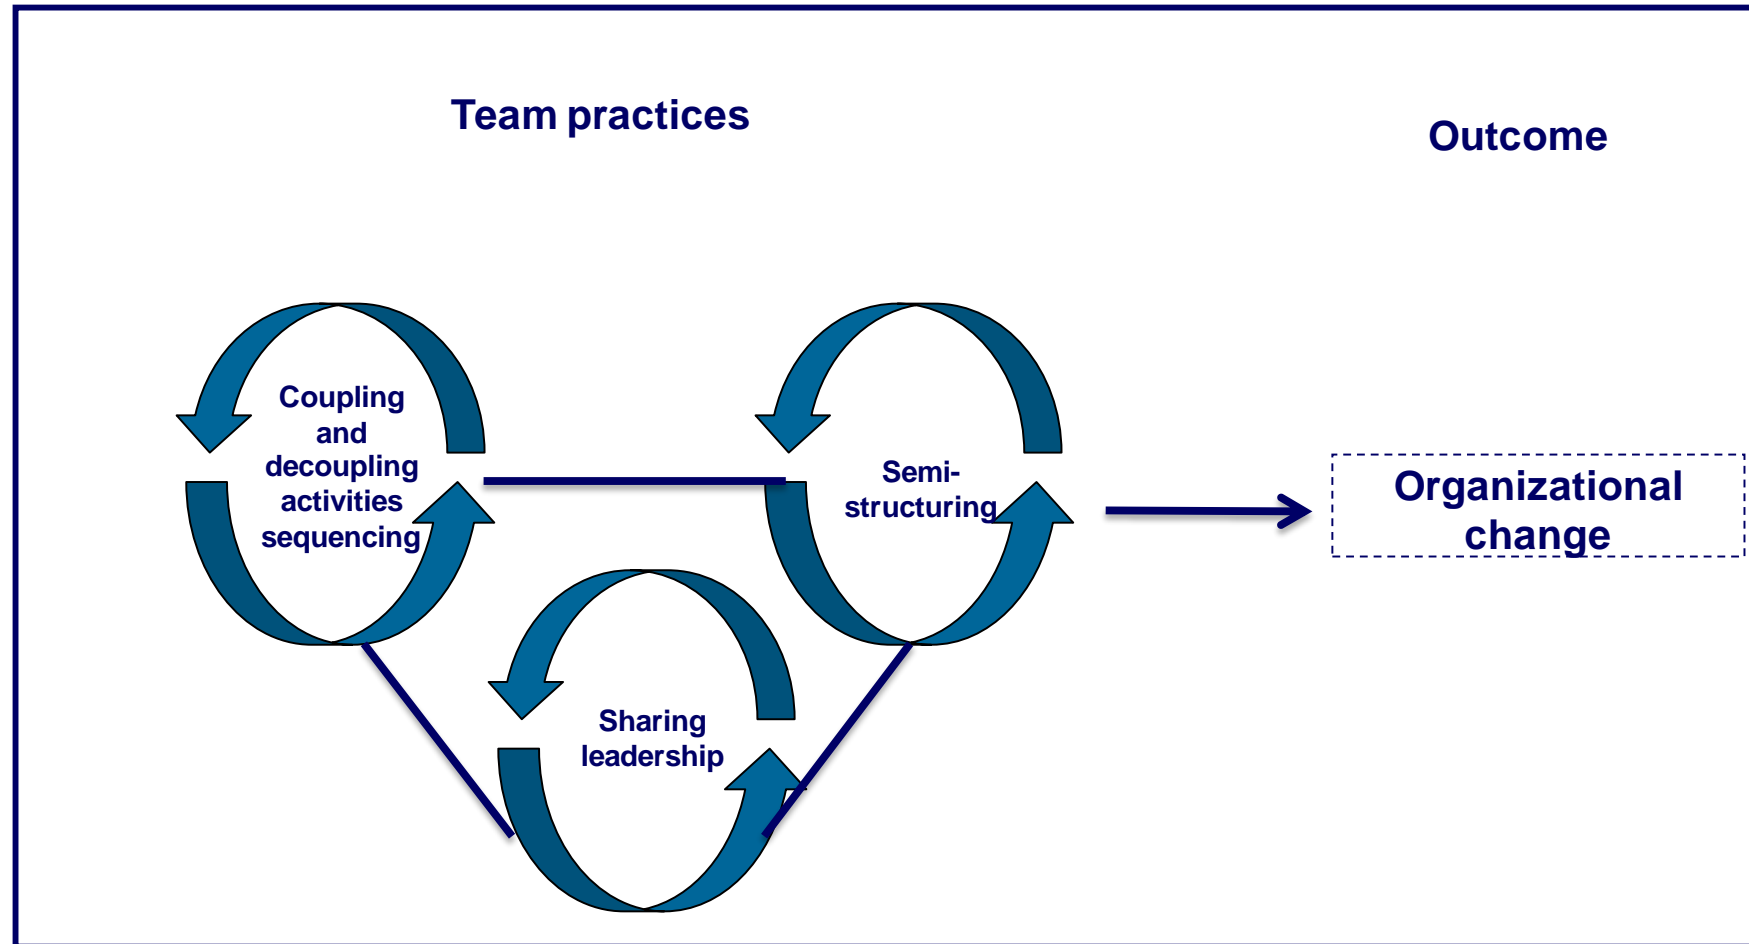 Team practices
Outcome
Coupling
and
decoupling
activities
sequencing
Semi-
structuring
Sharing
leadership
Organizational
change